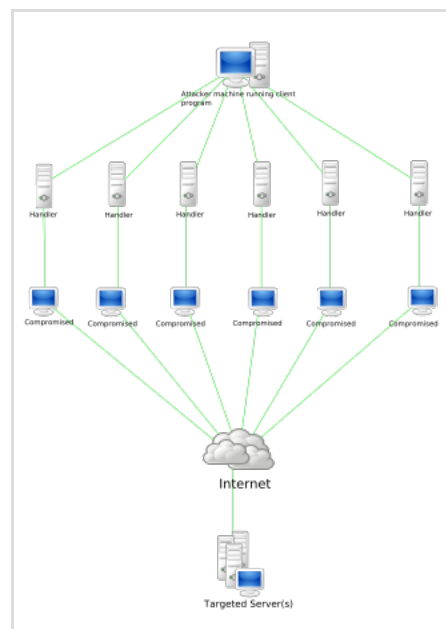 Attacker machine running client
program
Handler
Handler
Handler
Handler
Handler
Handler
Compromised
Compromised
Compromised
Compromised
Compromised
Compromised
Internet
Targeted Server(s)